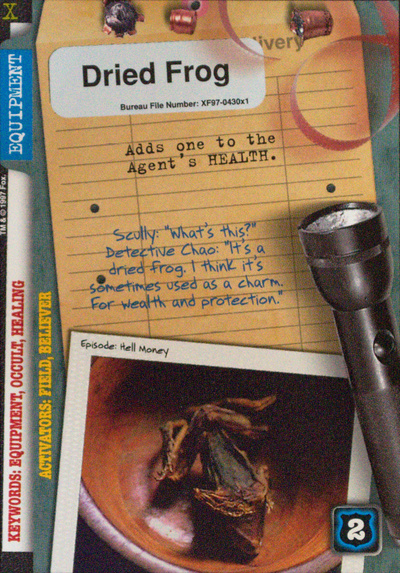 X
EQUIPMENT
TM & © 1997 Fox.
KEYWORDS: EQUIPMENT, OCCULT, HEALING
ACTIVATORS: FIELD, BELIEVER
livery
Dried Frog
Bureau File Number: XF97-0430x1
Adds one to the
Agent's HEALTH.
Scully: "What's this?"
Detective Chao: "It's a
dried frog. I think it's
sometimes used as a charm.
For wealth and protection."
Episode: Hell Money
2